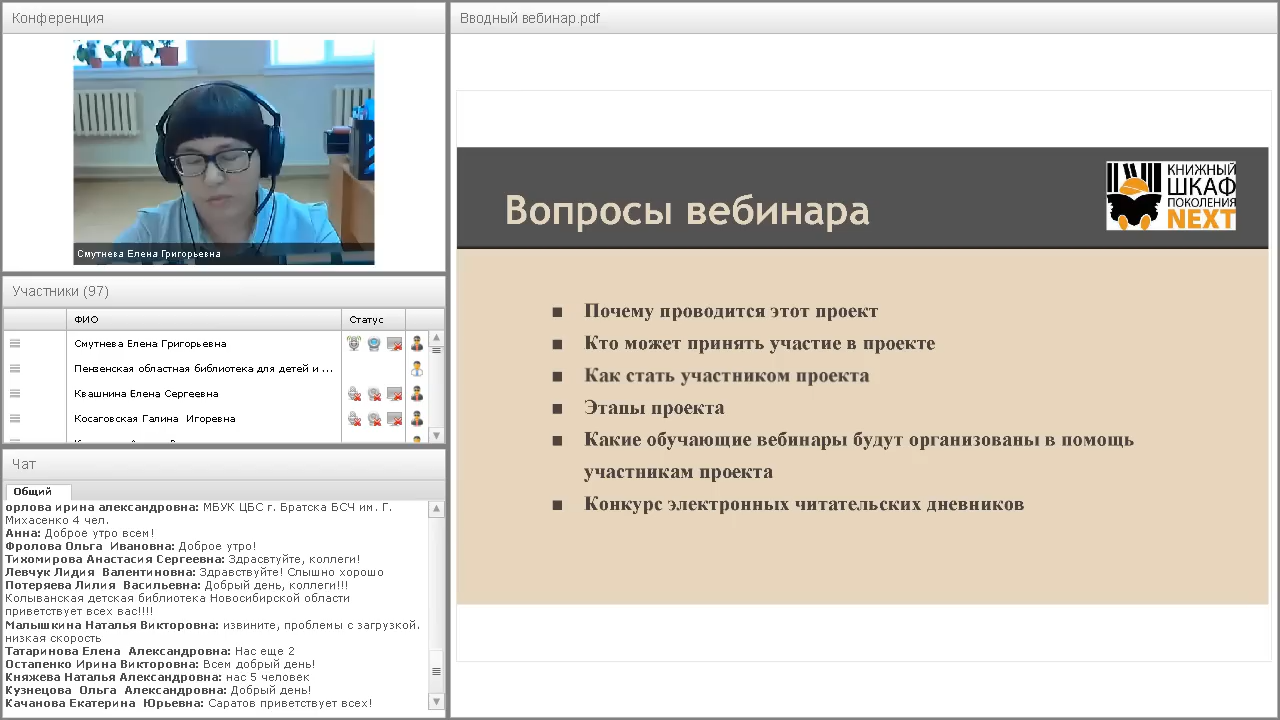 Конференция
Смутнева Елена Григорьевна
Участники (97)
ФИО
Статус
Смутнева Елена Григорьевна
Пензенская областная библиотека для детей и ...
Квашнина Елена Сергеевна
Косаговская Галина Игоревна
Чат
Общий
орлова ирина александровна: МБУК ЦБС г. Братска БСЧ им. Г.
Михасенко 4 чел.
Анна: Доброе утро всем!
Фролова Ольга Ивановна: Доброе утро!
Тихомирова Анастасия Сергеевна: Здрасвтуйте, коллеги!
Левчук Лидия Валентиновна: Здравствуйте! Слышно хорошо
Потеряева Лилия Васильевна: Добрый день, коллеги!!!
Колыванская детская библиотека Новосибирской области
приветствует всех вас!!!!
Малышкина Наталья Викторовна: извините, проблемы с загрузкой.
низкая скорость
Татаринова Елена Александровна: Нас еще 2
Остапенко Ирина Викторовна: Всем добрый день!
Княжева Наталья Александровна: нас 5 человек
Кузнецова Ольга Александровна: Добрый день!
Качанова Екатерина Юрьевна: Саратов приветствует всех!
Вводный вебинар.pdf
Вопросы вебинара
КНИЖНЫЙ
ШКАФ
ПОКОЛЕНИЯ
NEXT
■ Почему проводится этот проект
■ Кто может принять участие в проекте
■ Как стать участником проекта
■ Этапы проекта
■ Какие обучающие вебинары будут организованы в помощь
участникам проекта
■ Конкурс электронных читательских дневников